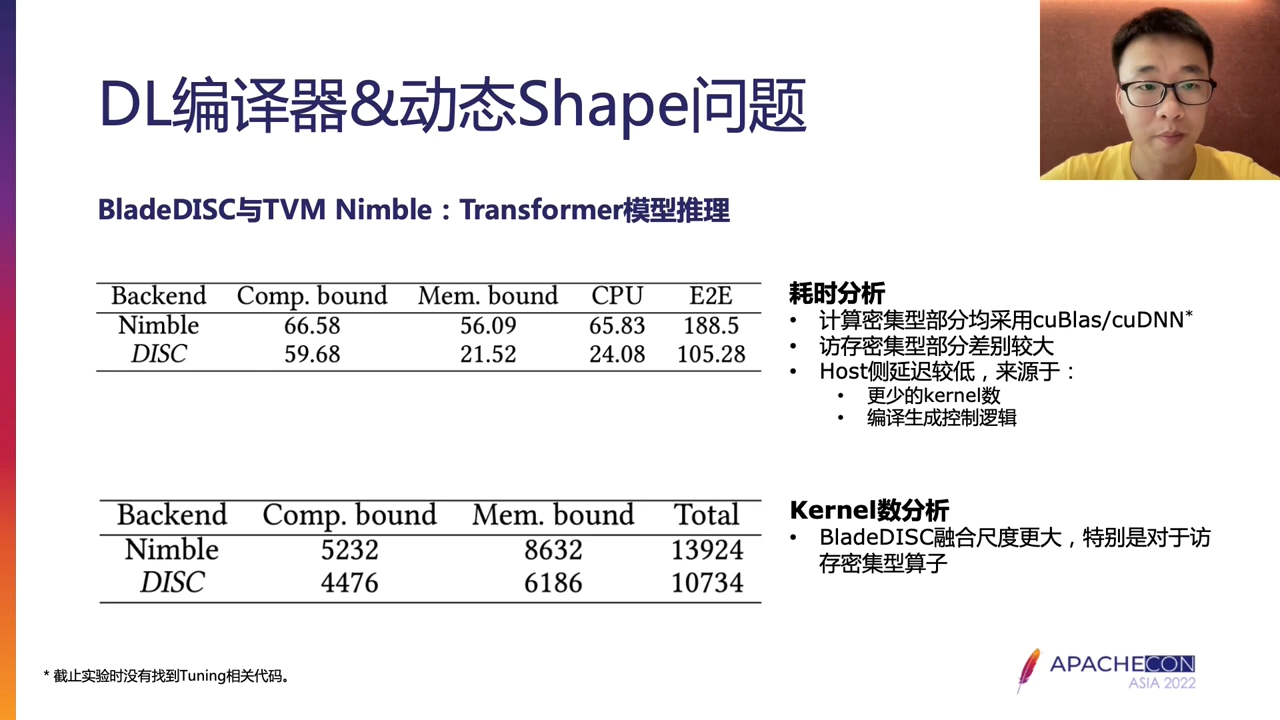 DL编译器&动态Shape问题
BladeDISC与TVM Nimble：Transformer模型推理
Backend Comp. bound Mem. bound CPU E2E
Nimble 66.58 56.09 65.83 188.5
DISC 59.68 21.52 24.08 105.28
耗时分析
• 计算密集型部分均采用cuBlas/cuDNN*
• 访存密集型部分差别较大
• Host侧延迟较低，来源于：
• 更少的kernel数
• 编译生成控制逻辑
Backend Comp. bound Mem. bound Total
Nimble 5232 8632 13924
DISC 4476 6186 10734
Kernel数分析
• BladeDISC融合尺度更大，特别是对于访
存密集型算子
* 截止实验时没有找到Tuning相关代码。
APACHECON
ASIA 2022